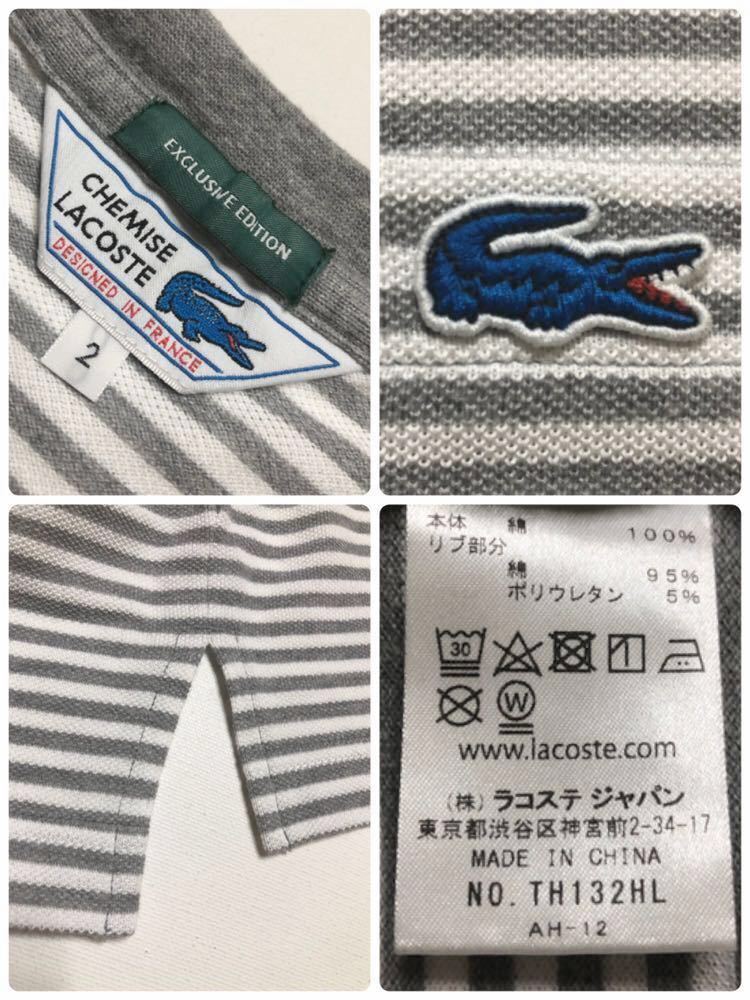 EXCLUSIVE EDITION
CHEMISE
LACOSTE
DESIGNED IN FRANCE
2
本体 綿 100%
リブ部分
綿 95%
ポリウレタン 5%
30
W
www.lacoste.com
(株) ラコステ ジャパン
東京都渋谷区神宮前2-34-17
MADE IN CHINA
NO. TH132HL
AH-12